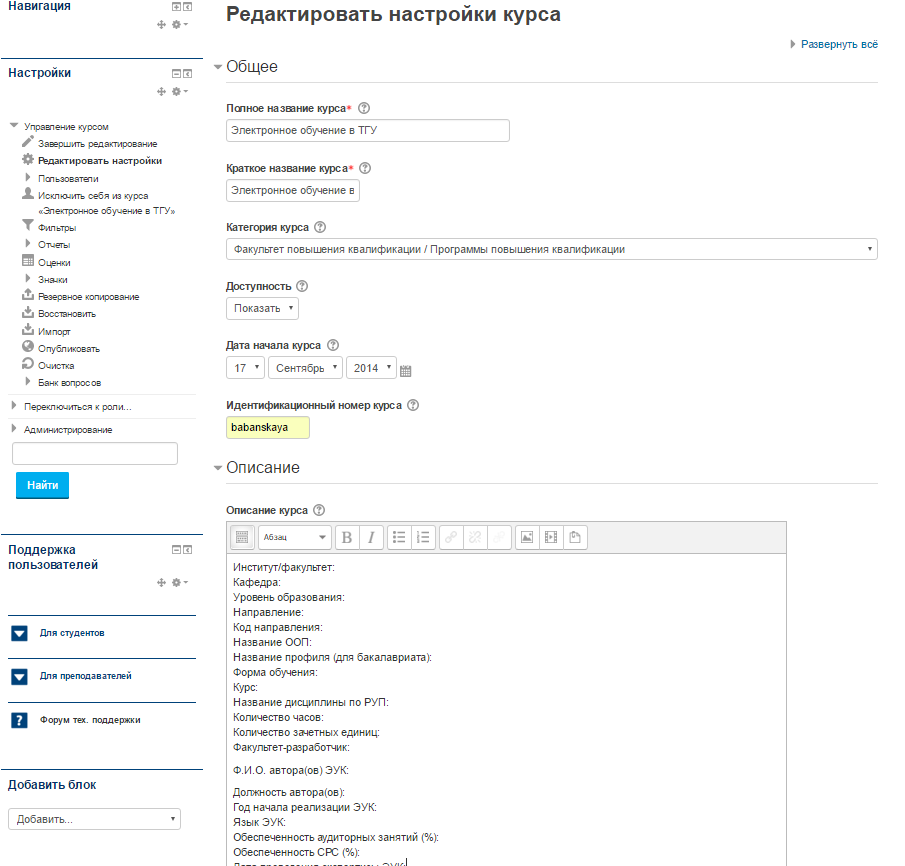 Навигация
Настройки
Управление курсом
Завершить редактирование
Редактировать настройки
Пользователи
Исключить себя из курса
«Электронное обучение в ТГУ»
Фильтры
Отчеты
Оценки
Значки
Резервное копирование
Восстановить
Импорт
Опубликовать
Очистка
Банк вопросов
Переключиться к роли...
Администрирование
Найти
Поддержка
пользователей
Для студентов
Для преподавателей
Форум тех. поддержки
Добавить блок
Добавить...
Редактировать настройки курса
Развернуть всё
Общее
Полное название курса*
Электронное обучение в ТГУ
Краткое название курса*
Электронное обучение в
Категория курса
Факультет повышения квалификации / Программы повышения квалификации
Доступность
Показать
Дата начала курса
17 Сентябрь 2014
Идентификационный номер курса
babanskaya
Описание
Описание курса
Абзац B I
Институт/факультет:
Кафедра:
Уровень образования:
Направление:
Код направления:
Название ООП:
Название профиля (для бакалавриата):
Форма обучения:
Курс:
Название дисциплины по РУП:
Количество часов:
Количество зачетных единиц:
Факультет-разработчик:
Ф.И.О. автора(ов) ЭУК:
Должность автора(ов):
Год начала реализации ЭУК:
Язык ЭУК:
Обеспеченность аудиторных занятий (%):
Обеспеченность СРС (%):
Дата проведения экспертизы ЭУК: